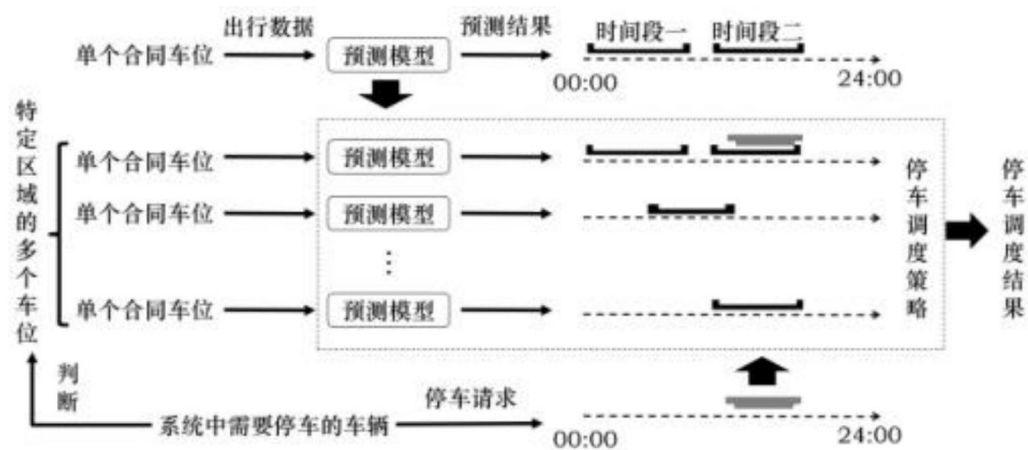 单个合同车位
出行数据
预测模型
预测结果
时间段一
时间段二
00:00
24:00
特定区域的多个车位
单个合同车位
预测模型
单个合同车位
预测模型
⋮
单个合同车位
预测模型
停车调度策略
停车调度结果
判断
系统中需要停车的车辆
停车请求
00:00
24:00